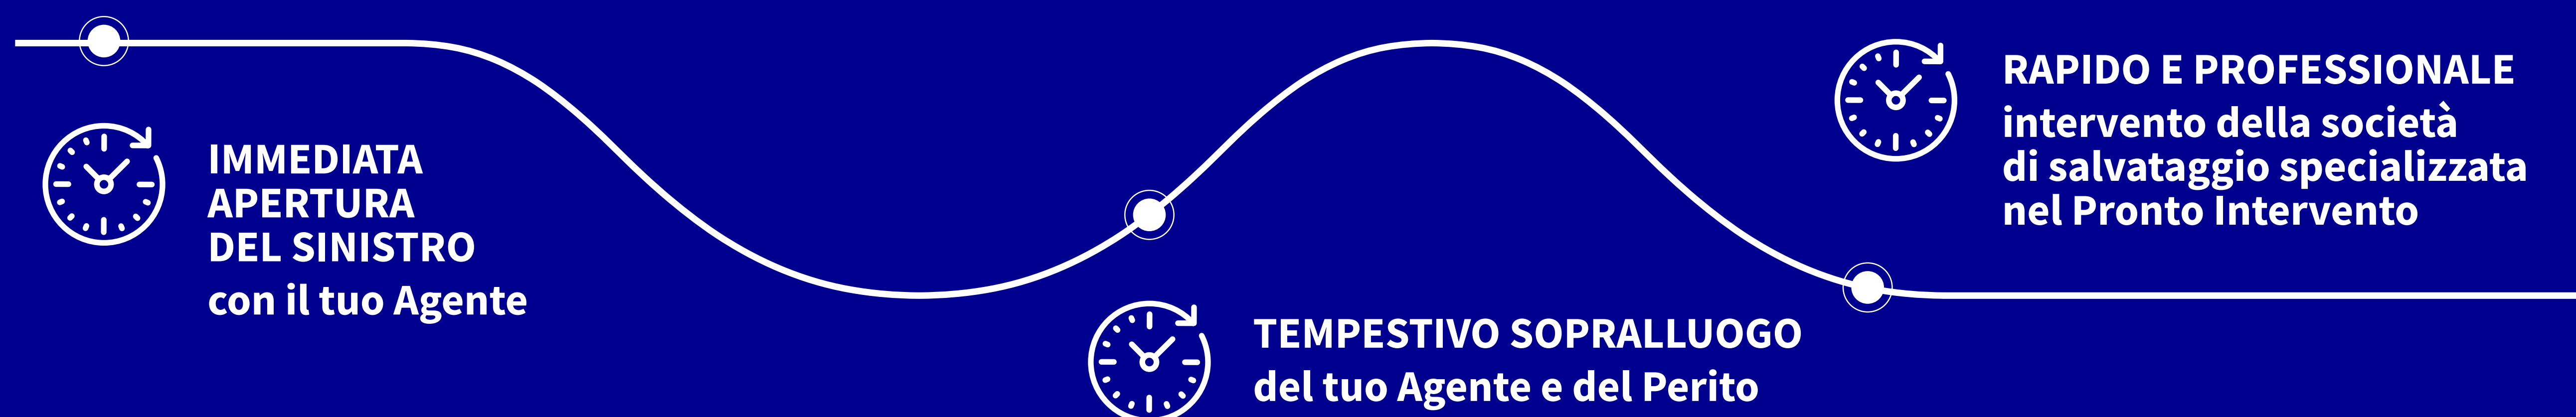 IMMEDIATA
APERTURA
DEL SINISTRO
con il tuo Agente
TEMPESTIVO SOPRALLUOGO
del tuo Agente e del Perito
RAPIDO E PROFESSIONALE
intervento della società
di salvataggio specializzata
nel Pronto Intervento